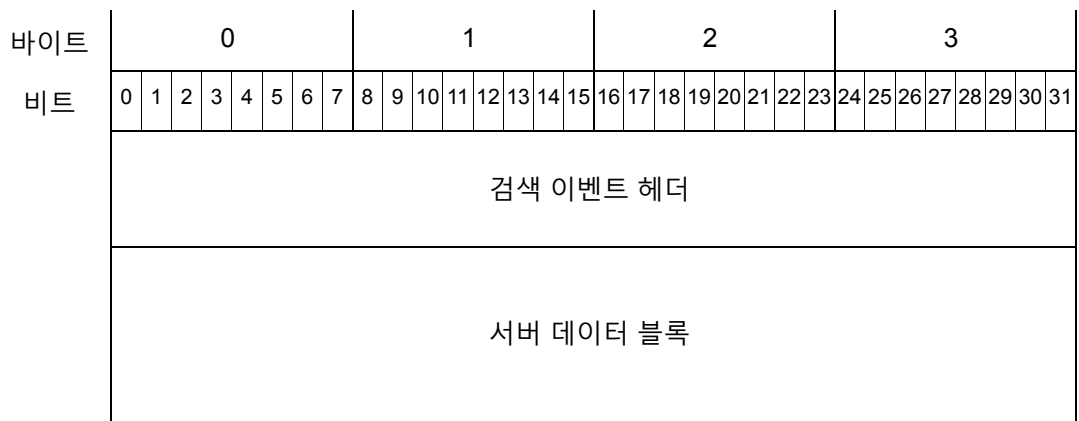 바이트 0 1 2 3
비트 0 1 2 3 4 5 6 7 8 9 10 11 12 13 14 15 16 17 18 19 20 21 22 23 24 25 26 27 28 29 30 31
검색 이벤트 헤더
서버 데이터 블록